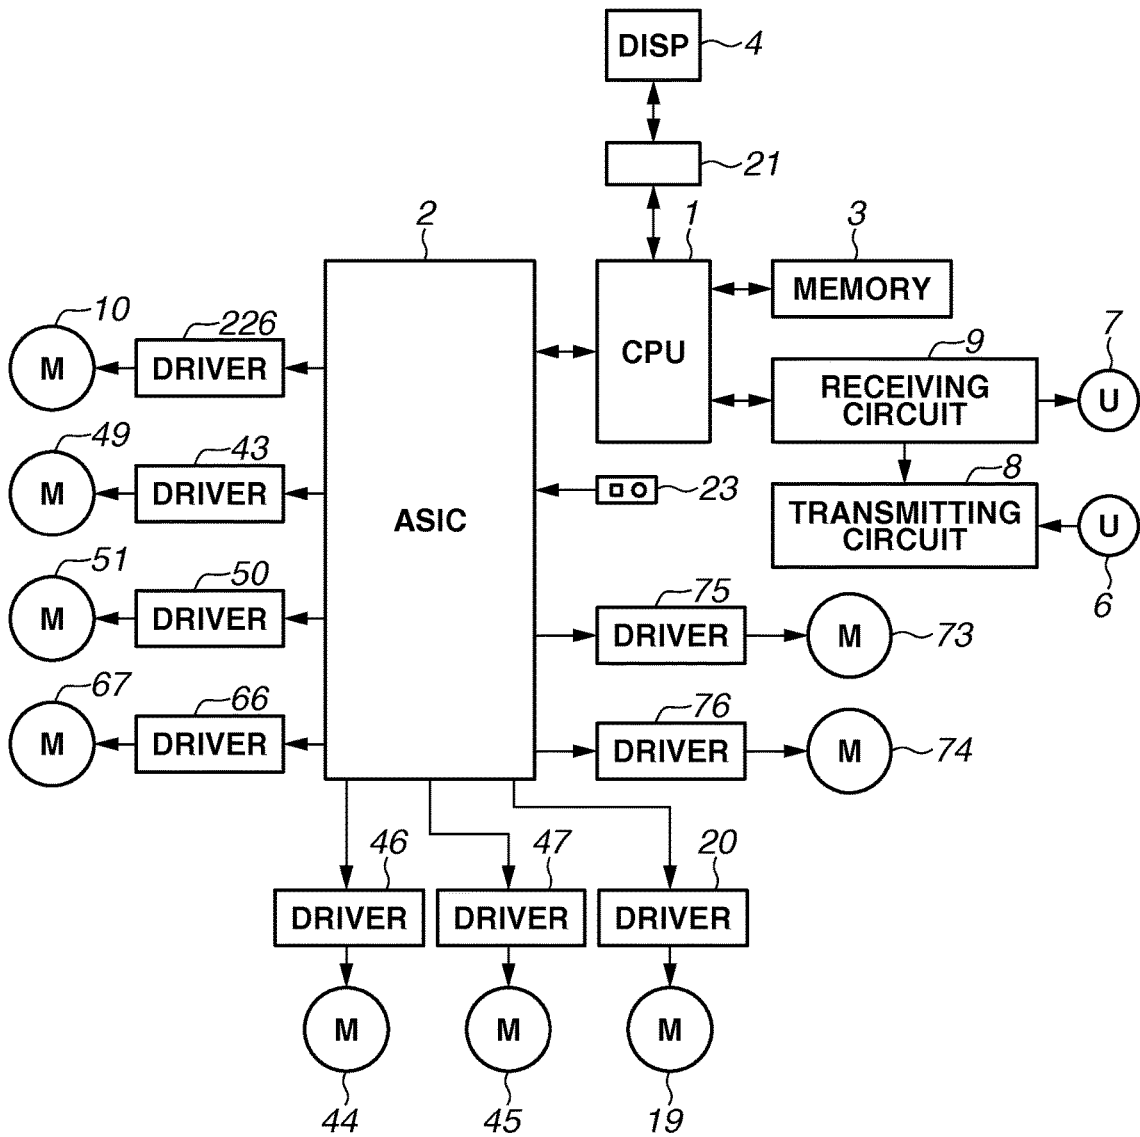 DISP
4
21
2
1
3
MEMORY
10
226
M
DRIVER
CPU
9
RECEIVING
CIRCUIT
7
U
49
43
M
DRIVER
ASIC
23
8
TRANSMITTING
CIRCUIT
U
6
51
50
M
DRIVER
75
DRIVER
M
73
67
66
M
DRIVER
76
DRIVER
M
74
46
47
20
DRIVER
DRIVER
DRIVER
M
M
M
44
45
19